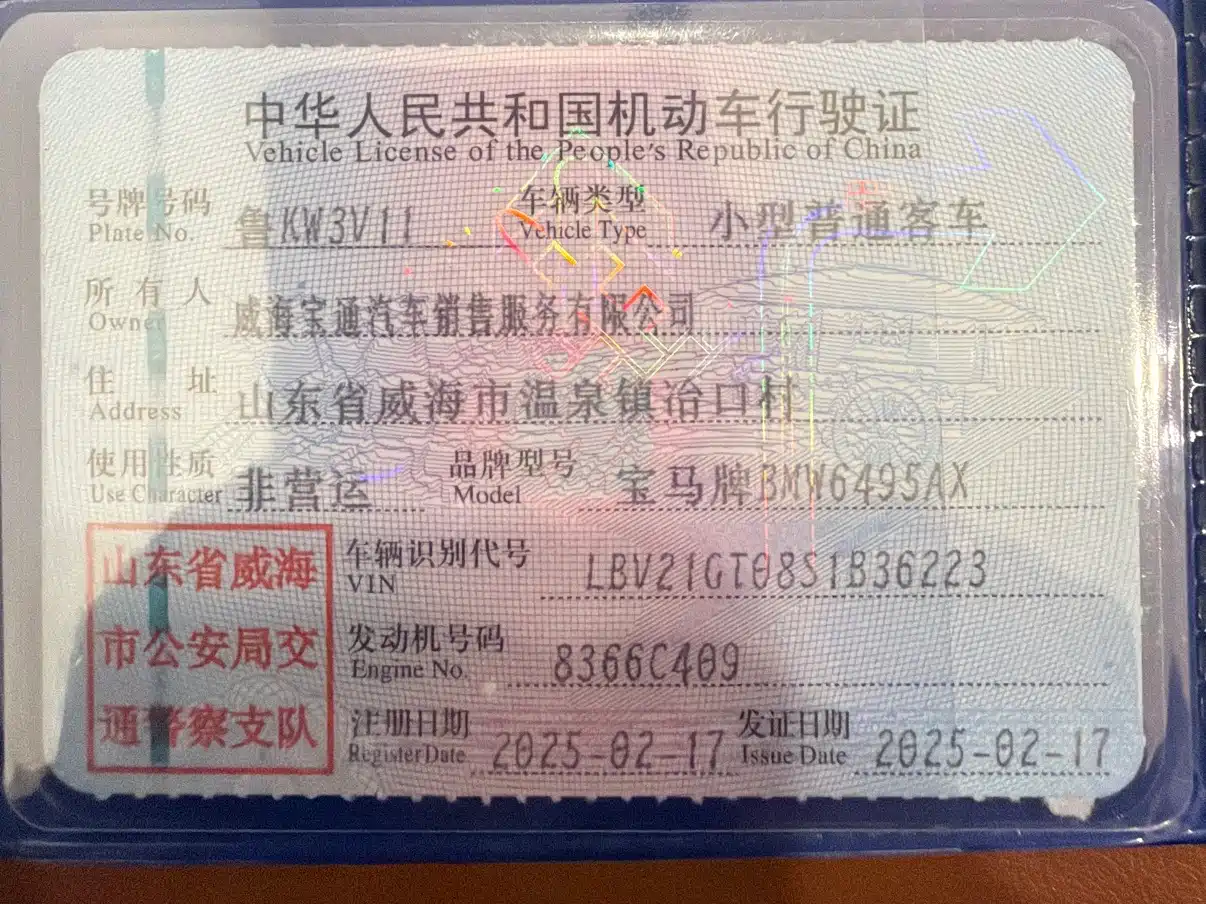 中华人民共和国机动车行驶证
Vehicle License of the People's Republic of China
号牌号码 鲁KW3V11 车辆类型 小型普通客车
Plate No. Vehicle Type
所有人 威海宝通汽车销售服务有限公司
Owner
住址 山东省威海市温泉镇冶口村
Address
使用性质 非营运 品牌型号 宝马牌BMW6495AX
Use Character Model
山东省威海
市公安局交
通警察支队
车辆识别代号 LBV21GT08S1B36223
VIN
发动机号码 8366C409
Engine No.
注册日期 2025-02-17 发证日期 2025-02-17
Register Date Issue Date